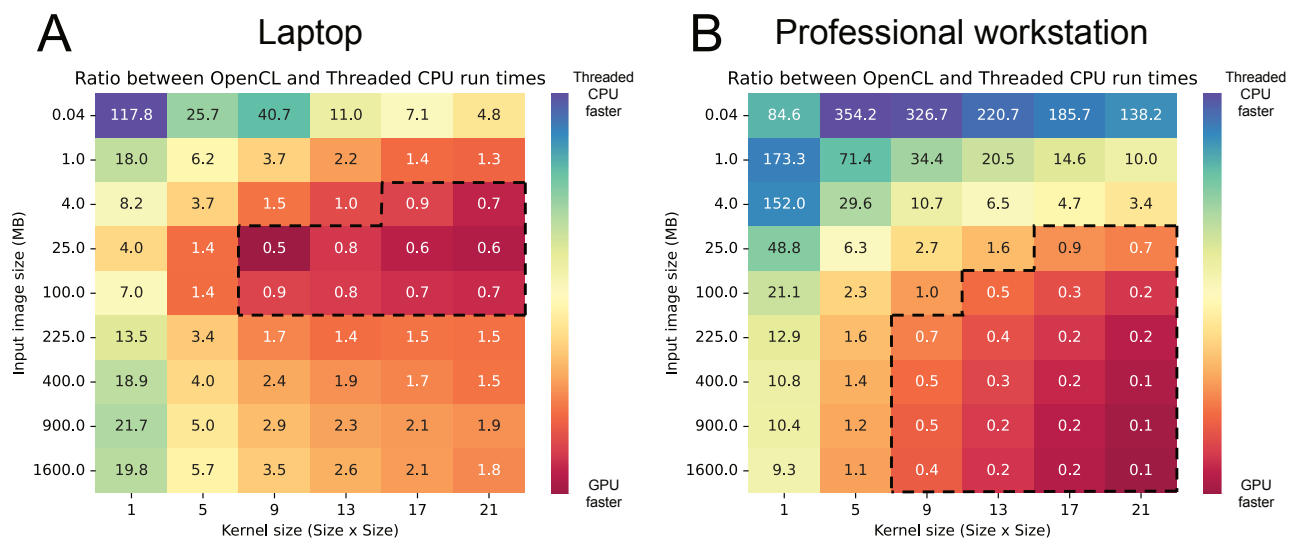 A Laptop
Ratio between OpenCL and Threaded CPU run times
Threaded
CPU
faster
Input image size (MB)
0.04 117.8 25.7 40.7 11.0 7.1 4.8
1.0 18.0 6.2 3.7 2.2 1.4 1.3
4.0 8.2 3.7 1.5 1.0 0.9 0.7
25.0 4.0 1.4 0.5 0.8 0.6 0.6
100.0 7.0 1.4 0.9 0.8 0.7 0.7
225.0 13.5 3.4 1.7 1.4 1.5 1.5
400.0 18.9 4.0 2.4 1.9 1.7 1.5
900.0 21.7 5.0 2.9 2.3 2.1 1.9
1600.0 19.8 5.7 3.5 2.6 2.1 1.8
1 5 9 13 17 21
Kernel size (Size x Size)
GPU
faster
B Professional workstation
Ratio between OpenCL and Threaded CPU run times
Threaded
CPU
faster
Input image size (MB)
0.04 84.6 354.2 326.7 220.7 185.7 138.2
1.0 173.3 71.4 34.4 20.5 14.6 10.0
4.0 152.0 29.6 10.7 6.5 4.7 3.4
25.0 48.8 6.3 2.7 1.6 0.9 0.7
100.0 21.1 2.3 1.0 0.5 0.3 0.2
225.0 12.9 1.6 0.7 0.4 0.2 0.2
400.0 10.8 1.4 0.5 0.3 0.2 0.1
900.0 10.4 1.2 0.5 0.2 0.2 0.1
1600.0 9.3 1.1 0.4 0.2 0.2 0.1
1 5 9 13 17 21
Kernel size (Size x Size)
GPU
faster